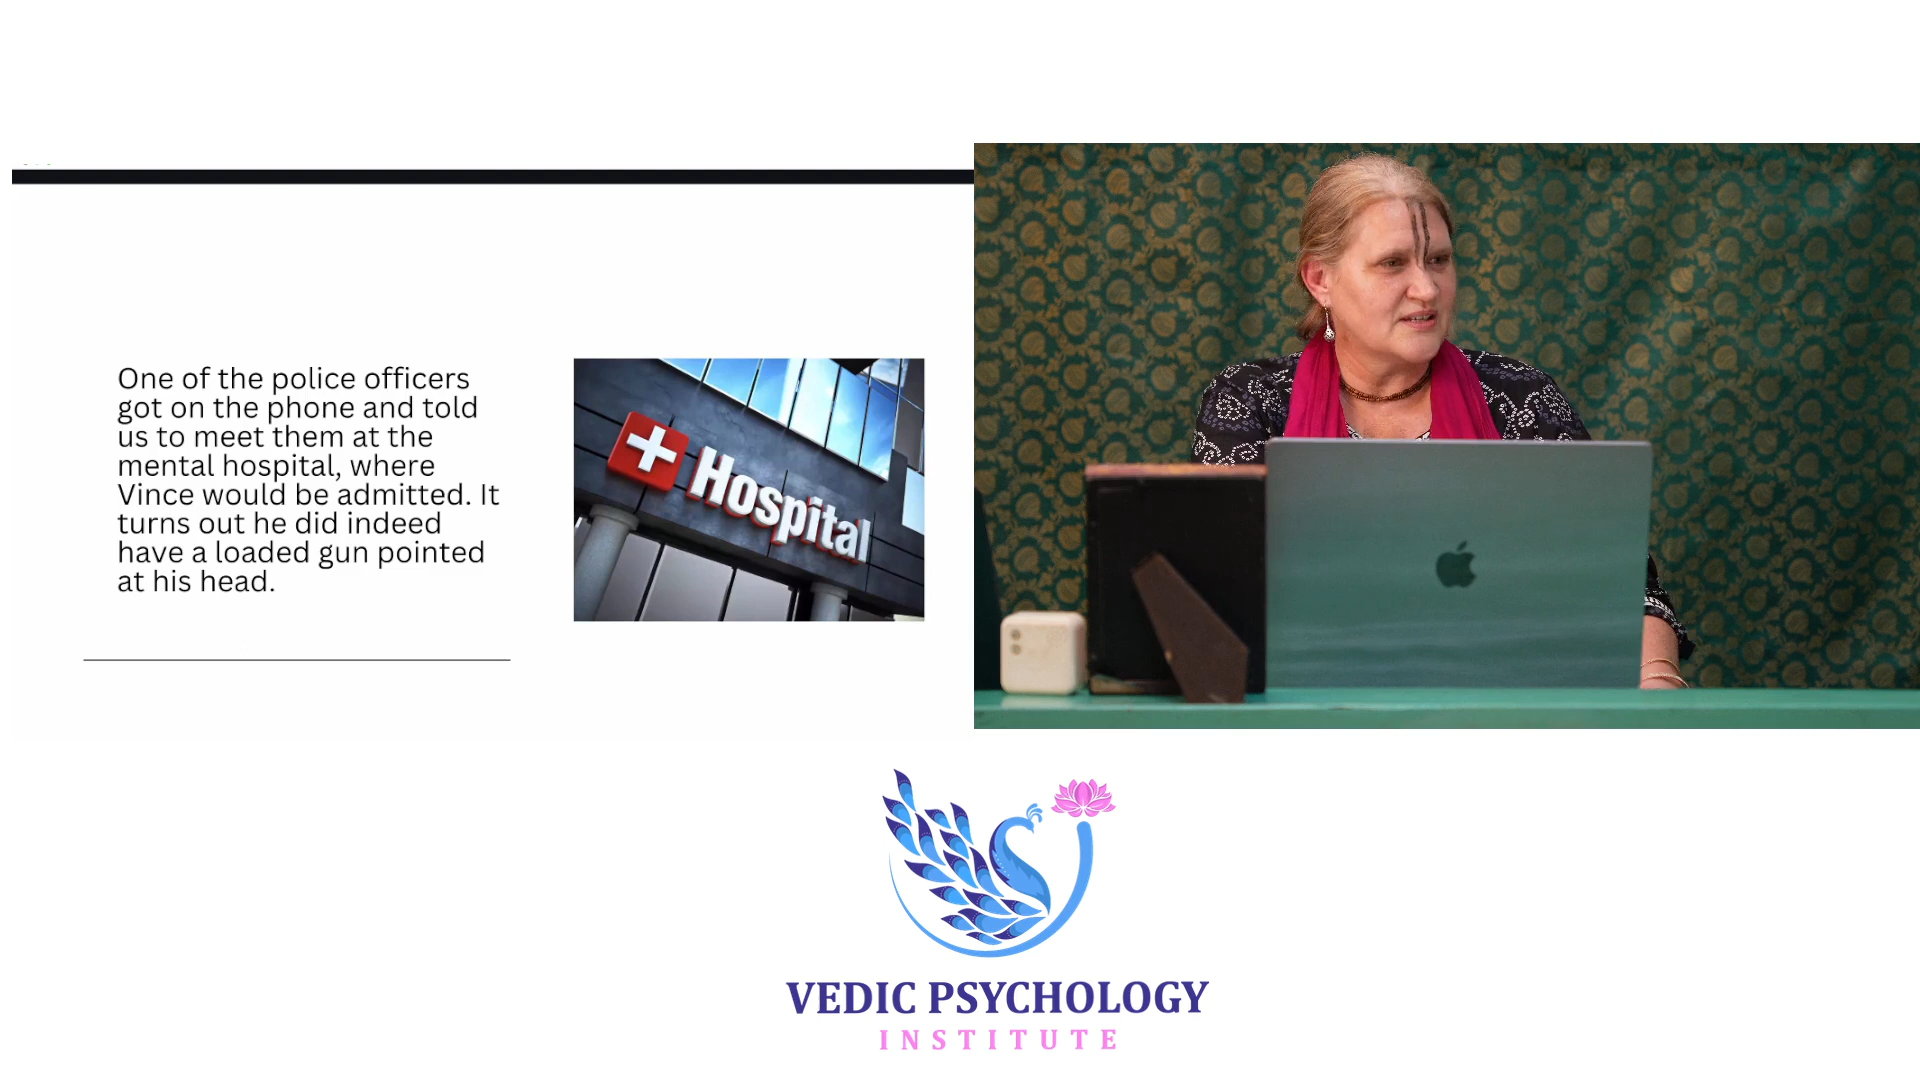 One of the police officers
got on the phone and told
us to meet them at the
mental hospital, where
Vince would be admitted. It
turns out he did indeed
have a loaded gun pointed
at his head.
Hospital
VEDIC PSYCHOLOGY
INSTITUTE